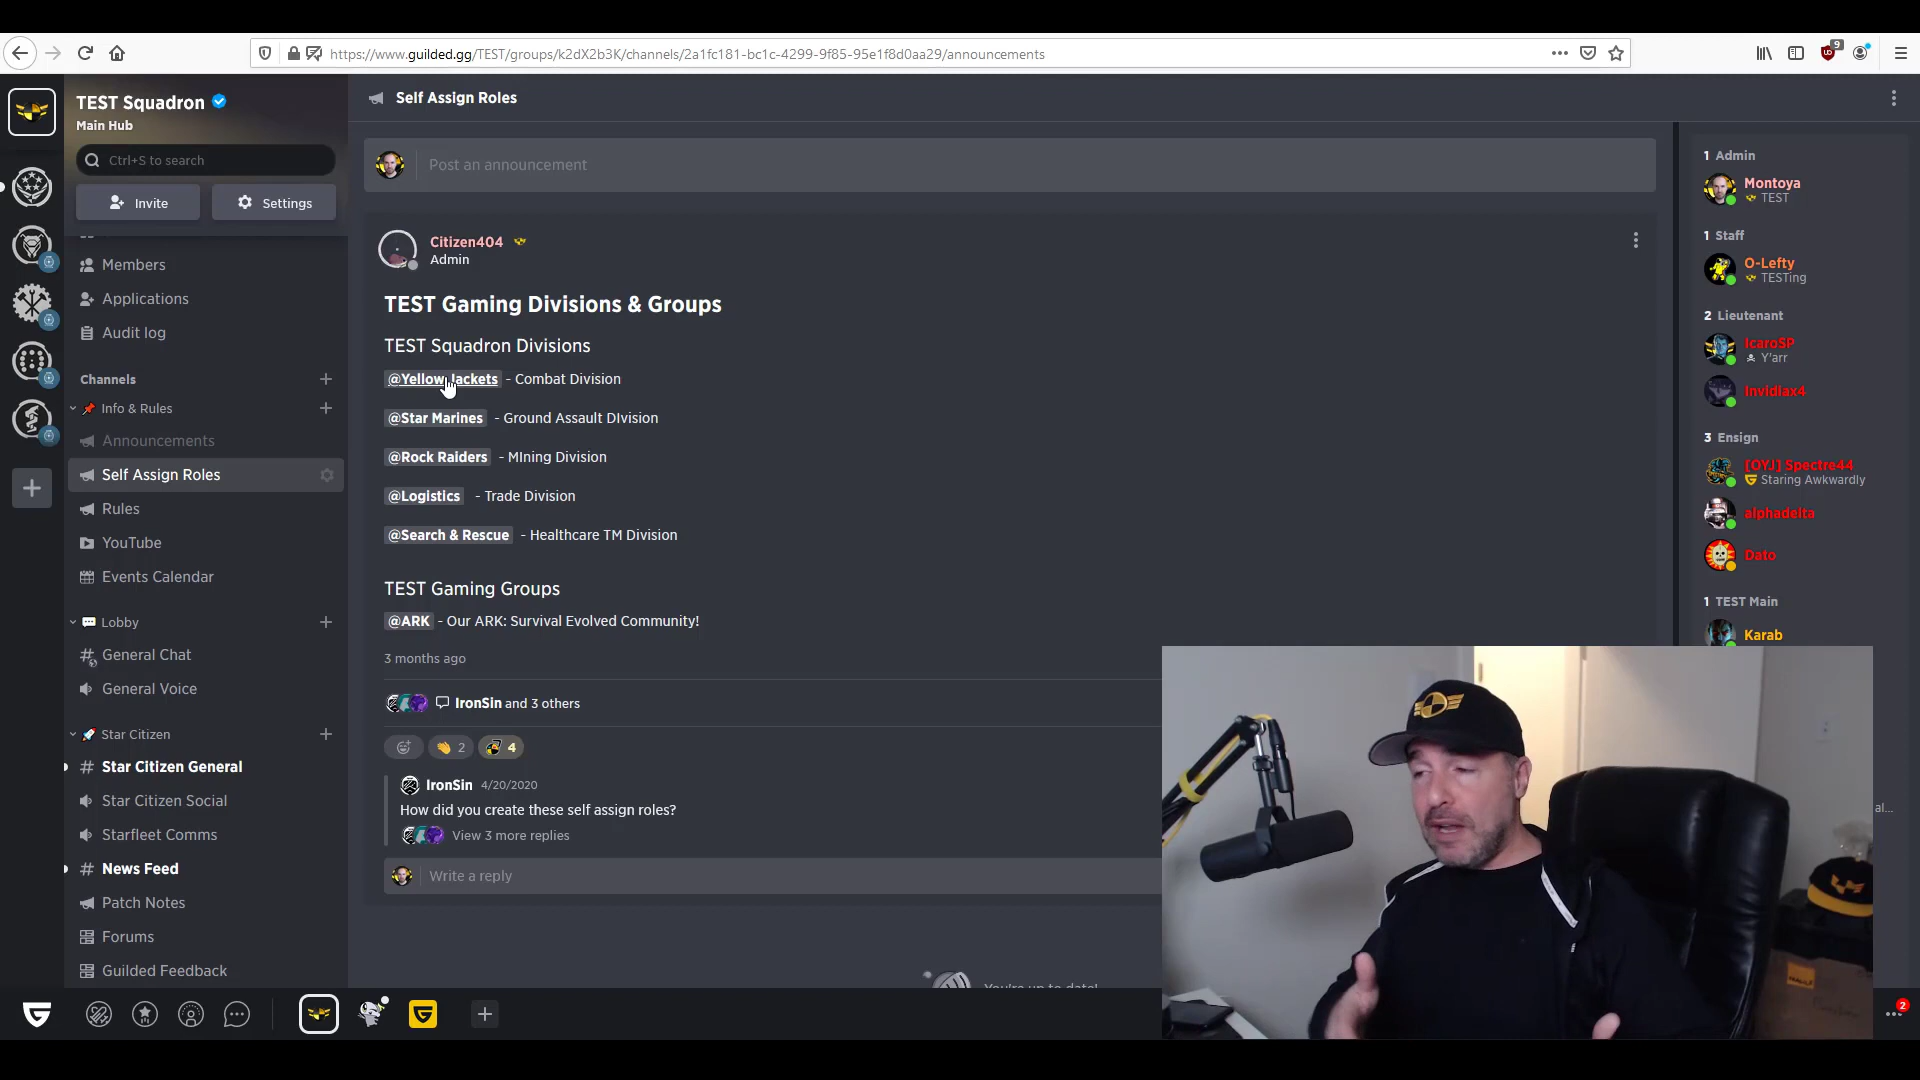 https://www.guilded.gg/TEST/groups/k2dX2b3K/channels/2a1fc181-bc1c-4299-9f85-95e1f8d0aa29/announcements
9
TEST Squadron
Main Hub
Ctrl+S to search
Invite
Settings
Members
Applications
Audit log
Channels
Info & Rules
Announcements
Self Assign Roles
Rules
YouTube
Events Calendar
Lobby
General Chat
General Voice
Star Citizen
Star Citizen General
Star Citizen Social
Starfleet Comms
News Feed
Patch Notes
Forums
Guilded Feedback
Self Assign Roles
Post an announcement
Citizen404
Admin
TEST Gaming Divisions & Groups
TEST Squadron Divisions
@Yellow Jackets - Combat Division
@Star Marines - Ground Assault DIvision
@Rock Raiders - MIning Division
@Logistics - Trade Division
@Search & Rescue - Healthcare TM Division
TEST Gaming Groups
@ARK - Our ARK: Survival Evolved Community!
3 months ago
IronSin and 3 others
2 4
IronSin 4/20/2020
How did you create these self assign roles?
View 3 more replies
Write a reply
You're up to date!
1 Admin
Montoya
TEST
1 Staff
O-Lefty
TESTing
2 Lieutenant
IcaroSP
Y'arr
Invidiax4
3 Ensign
[OYJ] Spectre44
Staring Awkwardly
alphadelta
Dato
1 TEST Main
Karab
al...
2